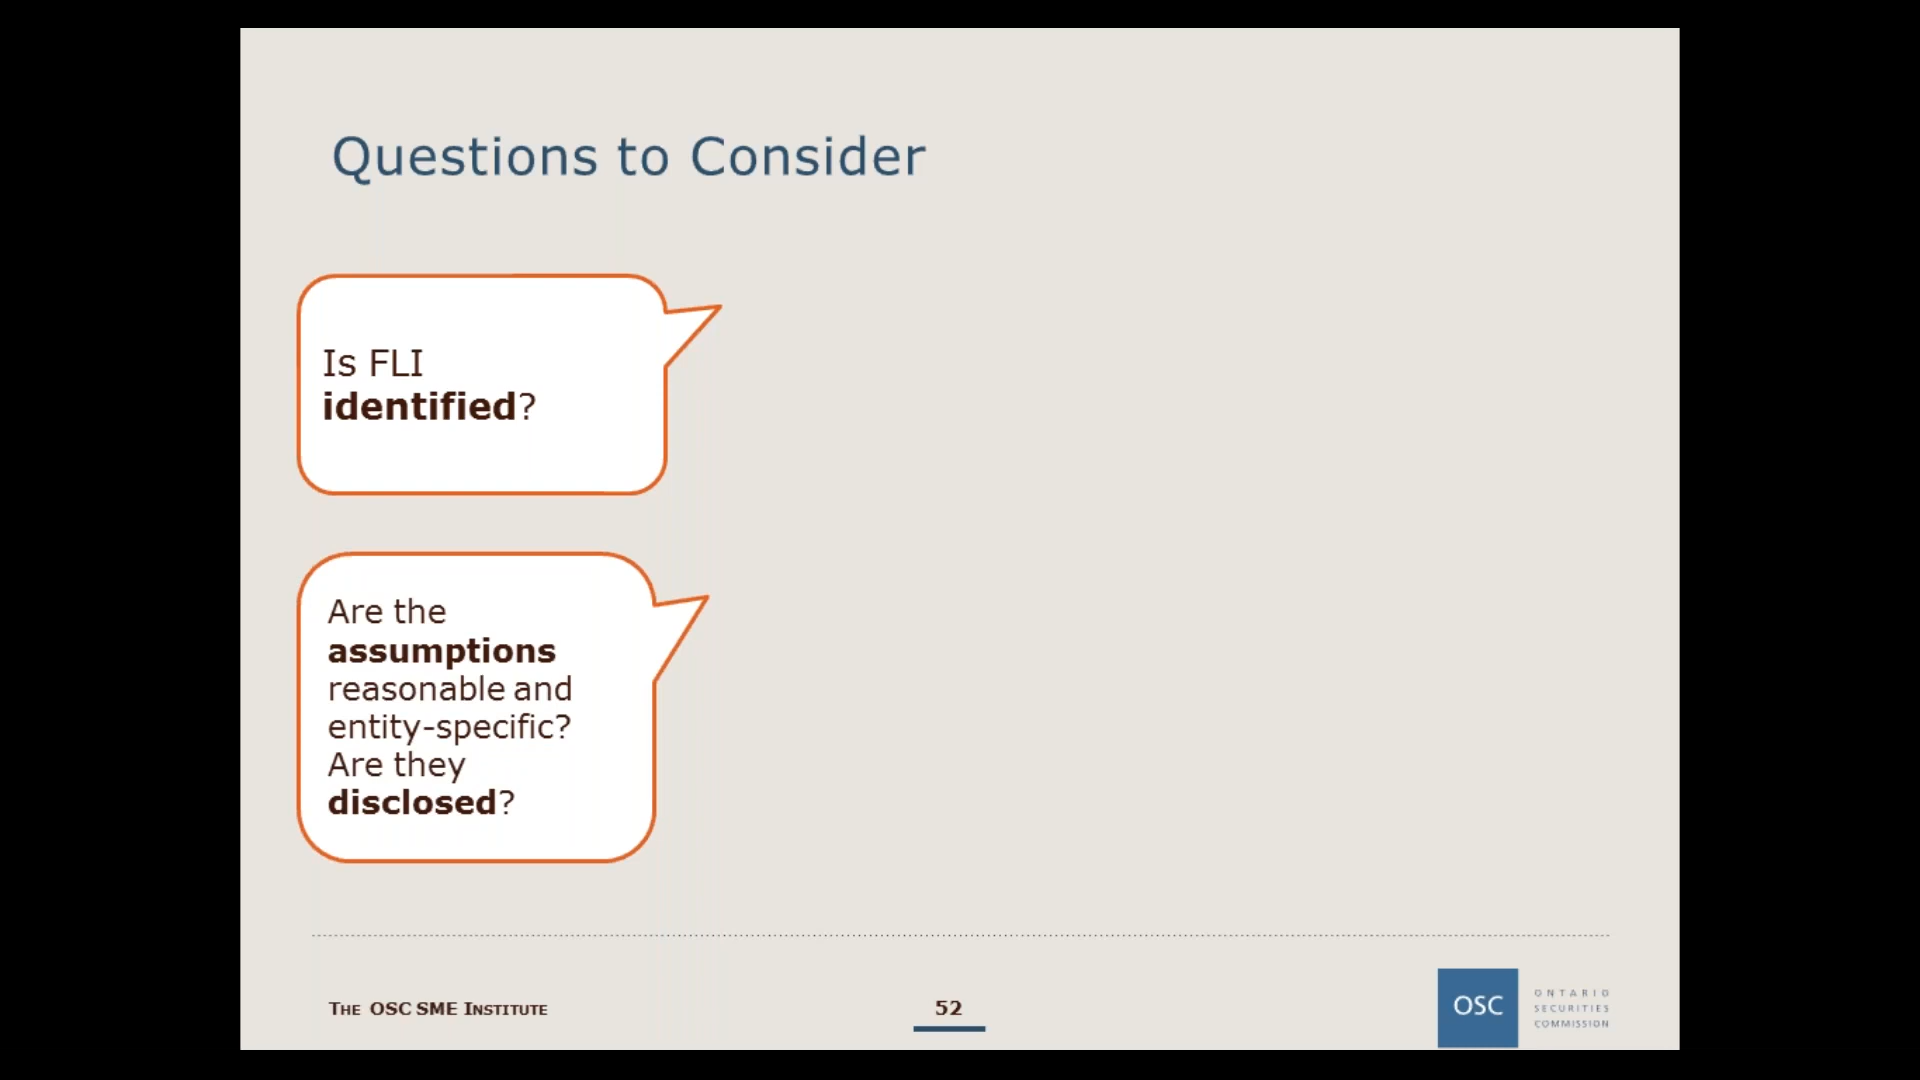 Questions to Consider
Is FLI
identified?
Are the
assumptions
reasonable and
entity-specific?
Are they
disclosed?
THE OSC SME INSTITUTE
52
OSC
ONTARIO
SECURITIES
COMMISSION